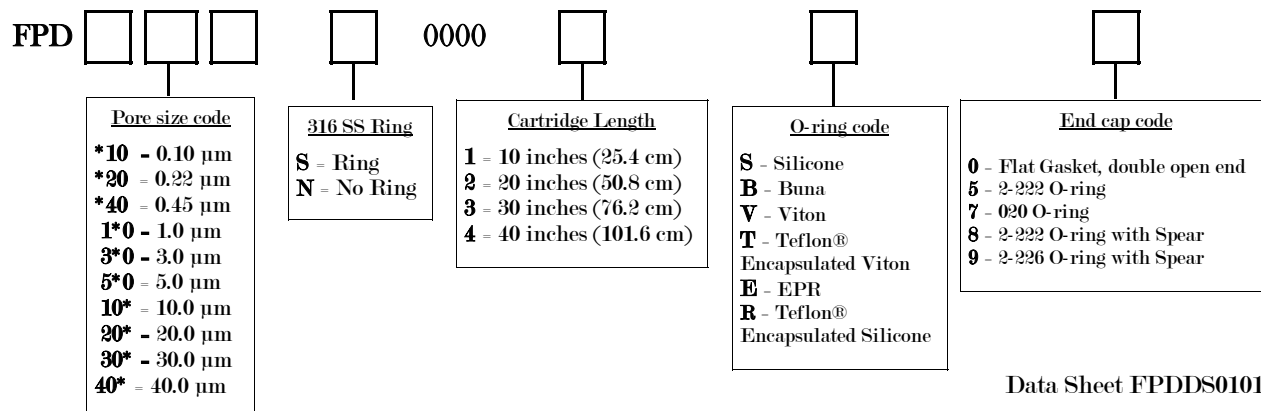 FPD 0000
Pore size code
*10 - 0.10 µm
*20 = 0.22 µm
*40 = 0.45 µm
1*0 - 1.0 µm
3*0 - 3.0 µm
5*0 = 5.0 µm
10* = 10.0 µm
20* - 20.0 µm
30* - 30.0 µm
40* = 40.0 µm
316 SS Ring
S = Ring
N = No Ring
Cartridge Length
1 = 10 inches (25.4 cm)
2 = 20 inches (50.8 cm)
3 = 30 inches (76.2 cm)
4 = 40 inches (101.6 cm)
O-ring code
S - Silicone
B - Buna
V - Viton
T - Teflon®
Encapsulated Viton
E - EPR
R - Teflon®
Encapsulated Silicone
End cap code
0 - Flat Gasket, double open end
5 - 2-222 O-ring
7 - 020 O-ring
8 - 2-222 O-ring with Spear
9 - 2-226 O-ring with Spear
Data Sheet FPDDS0101